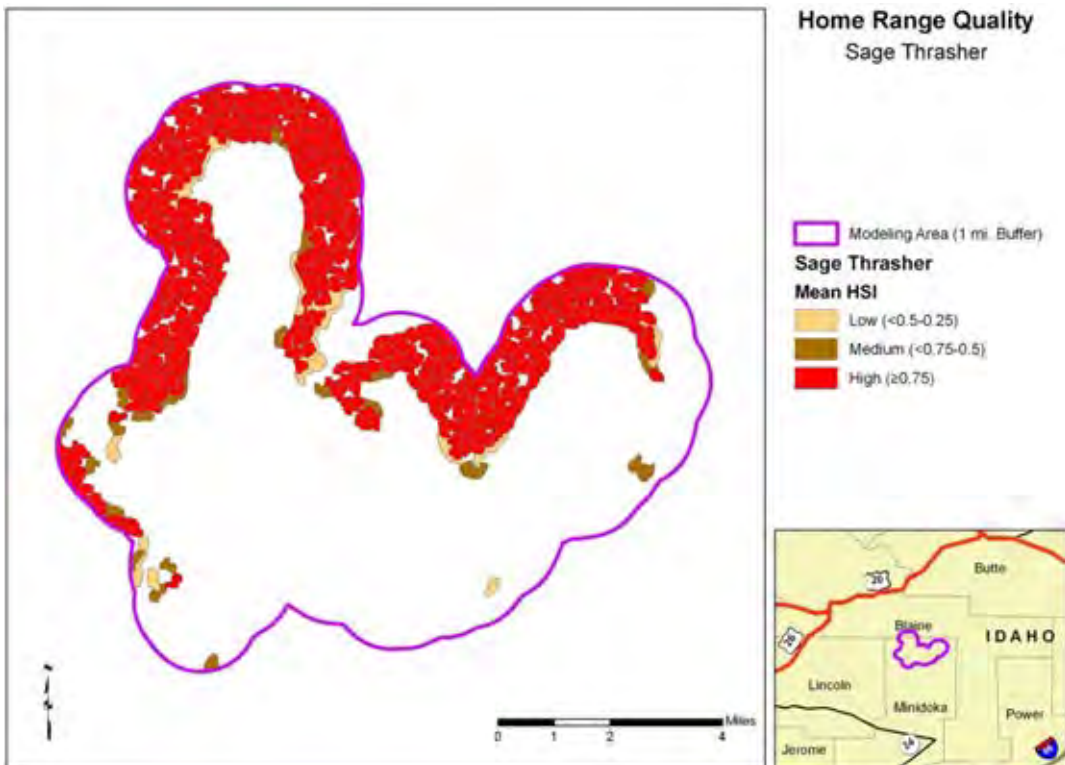 Home Range Quality
Sage Thrasher
Modeling Area (1 mi. Buffer)
Sage Thrasher
Mean HSI
Low (<0.5-0.25)
Medium (<0.75-0.5)
High (≥0.75)
N
Miles
0 1 2 4
Butte
20
Blaine
IDAHO
26
Lincoln
Minidoka
Power
24
Jerome